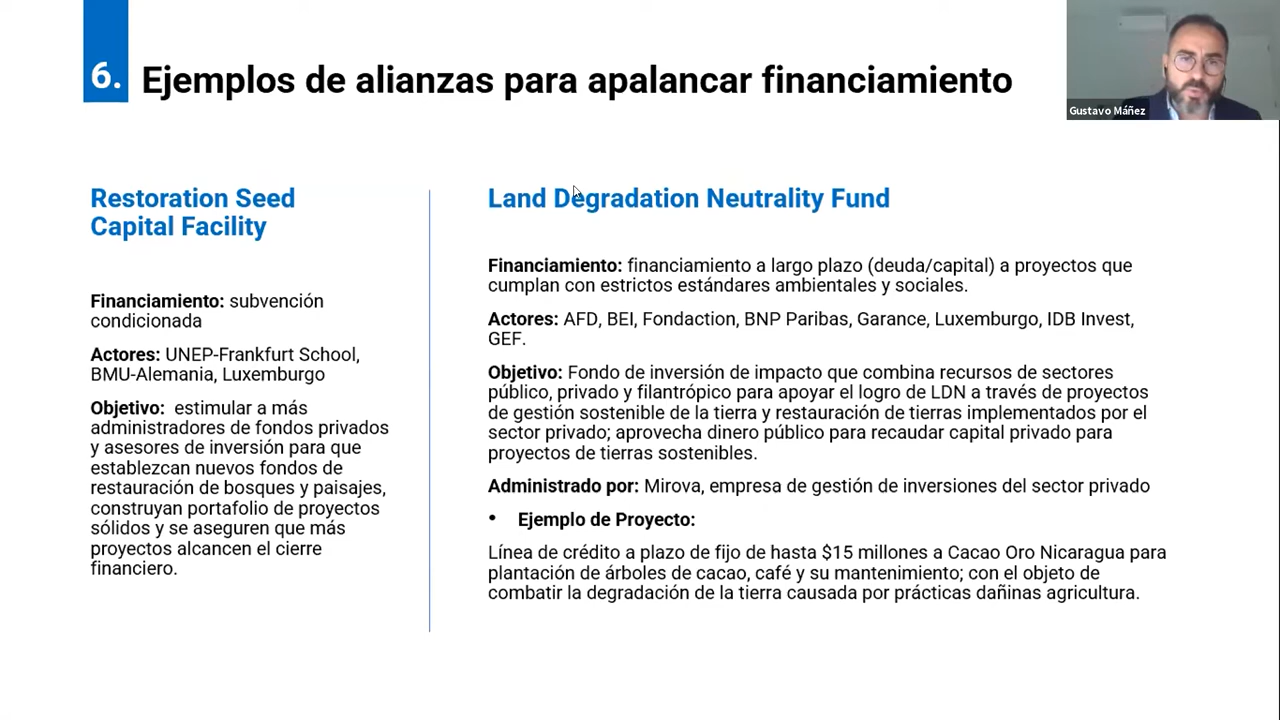 6.
Ejemplos de alianzas para apalancar financiamiento
Gustavo Máñez
Restoration Seed
Capital Facility
Financiamiento: subvención
condicionada
Actores: UNEP-Frankfurt School,
BMU-Alemania, Luxemburgo
Objetivo: estimular a más
administradores de fondos privados
y asesores de inversión para que
establezcan nuevos fondos de
restauración de bosques y paisajes,
construyan portafolio de proyectos
sólidos y se aseguren que más
proyectos alcancen el cierre
financiero.
Land Degradation Neutrality Fund
Financiamiento: financiamiento a largo plazo (deuda/capital) a proyectos que
cumplan con estrictos estándares ambientales y sociales.
Actores: AFD, BEI, Fondaction, BNP Paribas, Garance, Luxemburgo, IDB Invest,
GEF.
Objetivo: Fondo de inversión de impacto que combina recursos de sectores
público, privado y filantrópico para apoyar el logro de LDN a través de proyectos
de gestión sostenible de la tierra y restauración de tierras implementados por el
sector privado; aprovecha dinero público para recaudar capital privado para
proyectos de tierras sostenibles.
Administrado por: Mirova, empresa de gestión de inversiones del sector privado
• Ejemplo de Proyecto:
Línea de crédito a plazo de fijo de hasta $15 millones a Cacao Oro Nicaragua para
plantación de árboles de cacao, café y su mantenimiento; con el objeto de
combatir la degradación de la tierra causada por prácticas dañinas agricultura.